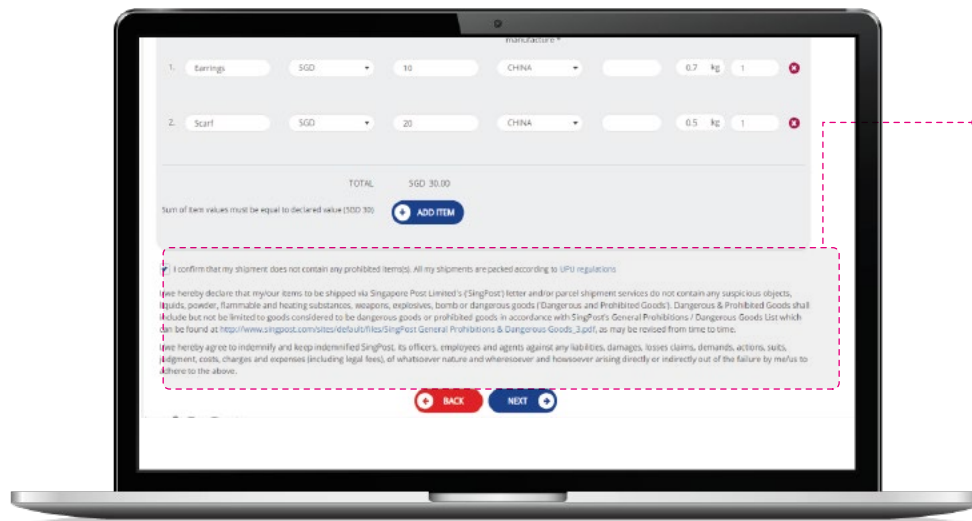 manufacture *
1. Earrings SGD 10 CHINA 0.7 kg 1
2. Scarf SGD 20 CHINA 0.5 kg 1
TOTAL SGD 30.00
Sum of item values must be equal to declared value (SGD 30) ADD ITEM
I confirm that my shipment does not contain any prohibited item(s). All my shipments are packed according to UPU regulations
I/we hereby declare that my/our items to be shipped via Singapore Post Limited's ('SingPost') letter and/or parcel shipment services do not contain any suspicious objects,
liquids, powder, flammable and heating substances, weapons, explosives, bomb or dangerous goods ('Dangerous and Prohibited Goods'). Dangerous & Prohibited Goods shall
include but not be limited to goods considered to be dangerous goods or prohibited goods in accordance with SingPost's General Prohibitions / Dangerous Goods List which
can be found at http://www.singpost.com/sites/default/files/SingPost General Prohibitions & Dangerous Goods_3.pdf, as may be revised from time to time.
I/we hereby agree to indemnify and keep indemnified SingPost, its officers, employees and agents against any liabilities, damages, losses claims, demands, actions, suits,
judgment, costs, charges and expenses (including legal fees), of whatsoever nature and wheresoever and howsoever arising directly or indirectly out of the failure by me/us to
adhere to the above.
BACK NEXT